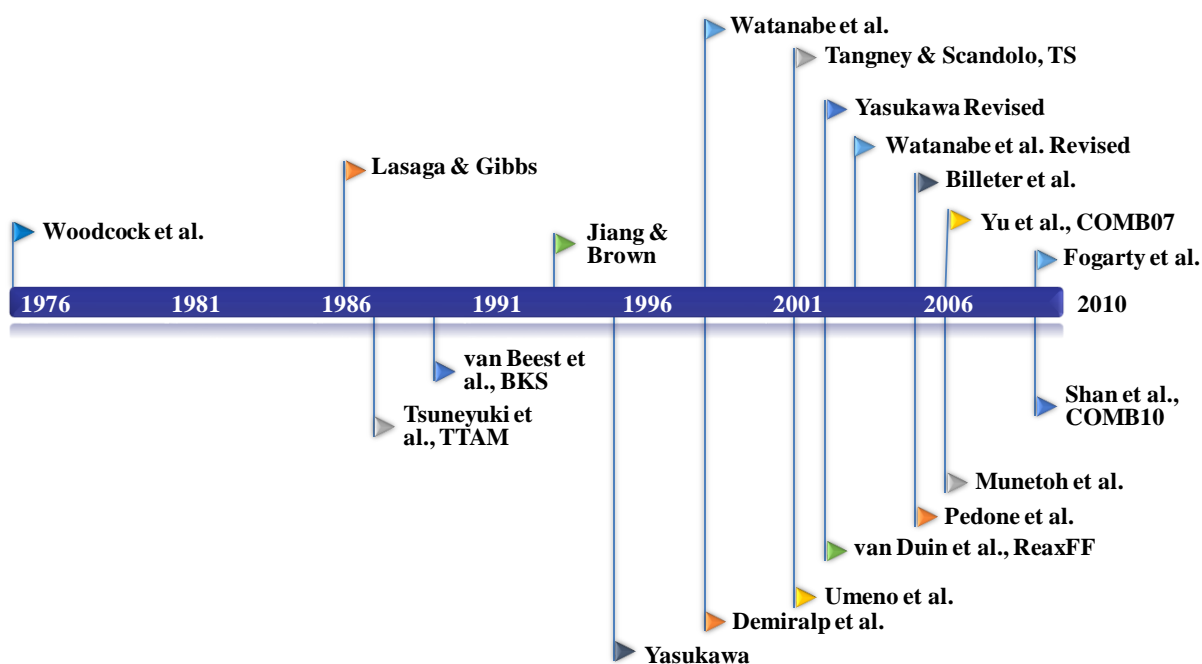 Watanabe et al.
Tangney & Scandolo, TS
Yasukawa Revised
Watanabe et al. Revised
Lasaga & Gibbs
Billeter et al.
Yu et al., COMB07
Woodcock et al.
Jiang &
Brown
Fogarty et al.
1976 1981 1986 1991 1996 2001 2006 2010
van Beest et
al., BKS
Tsuneyuki et
al., TTAM
Shan et al.,
COMB10
Munetoh et al.
Pedone et al.
van Duin et al., ReaxFF
Umeno et al.
Demiralp et al.
Yasukawa